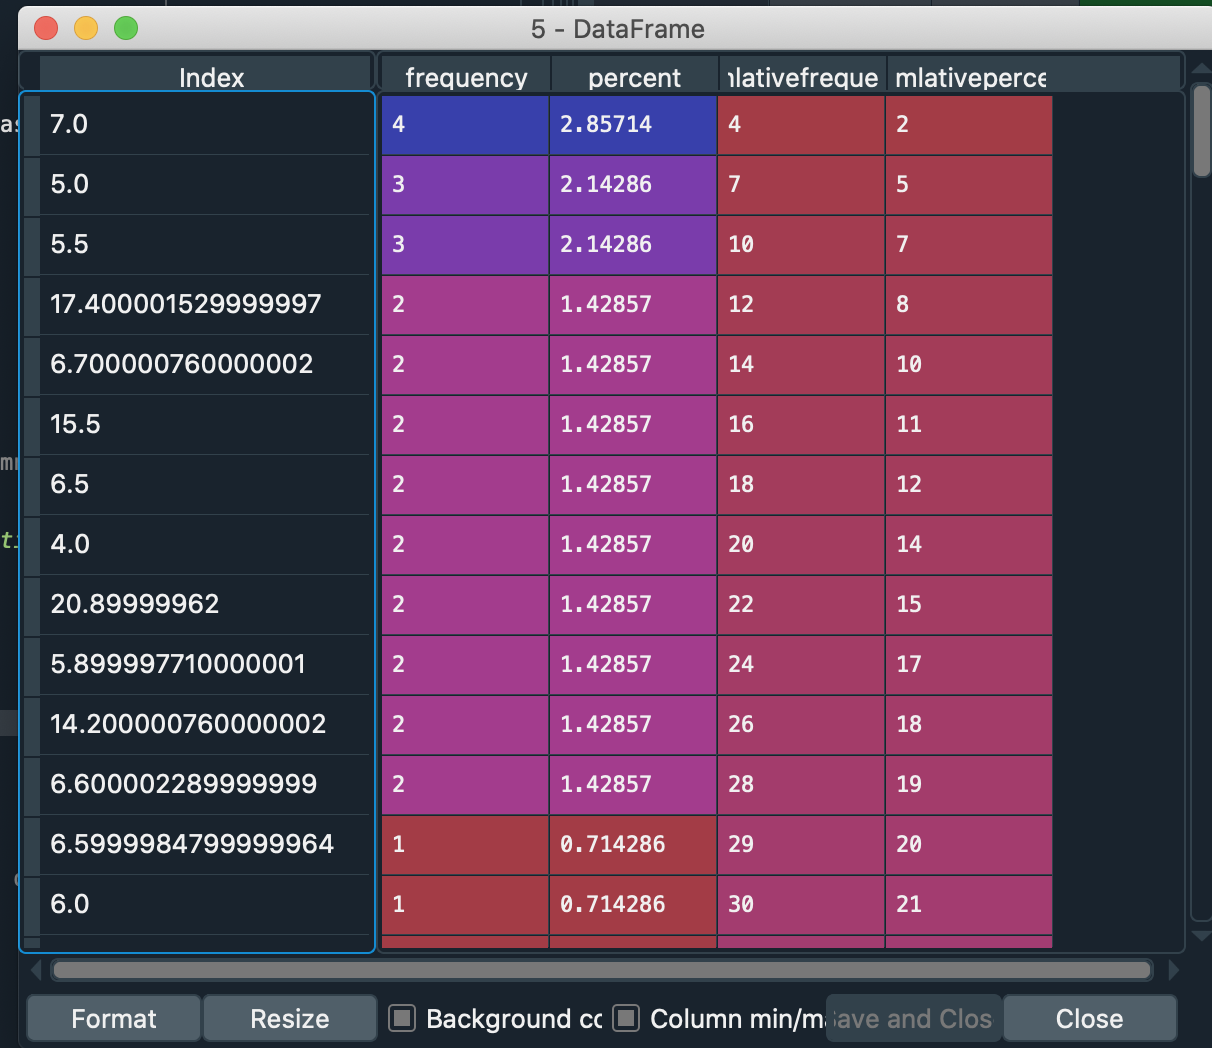 5 - DataFrame
Index frequency percent nlativefreque mlativeperce
7.0 4 2.85714 4 2
5.0 3 2.14286 7 5
5.5 3 2.14286 10 7
17.400001529999997 2 1.42857 12 8
6.700000760000002 2 1.42857 14 10
15.5 2 1.42857 16 11
6.5 2 1.42857 18 12
4.0 2 1.42857 20 14
20.89999962 2 1.42857 22 15
5.899997710000001 2 1.42857 24 17
14.200000760000002 2 1.42857 26 18
6.600002289999999 2 1.42857 28 19
6.5999984799999964 1 0.714286 29 20
6.0 1 0.714286 30 21
Format Resize Background co Column min/ma ave and Clos Close